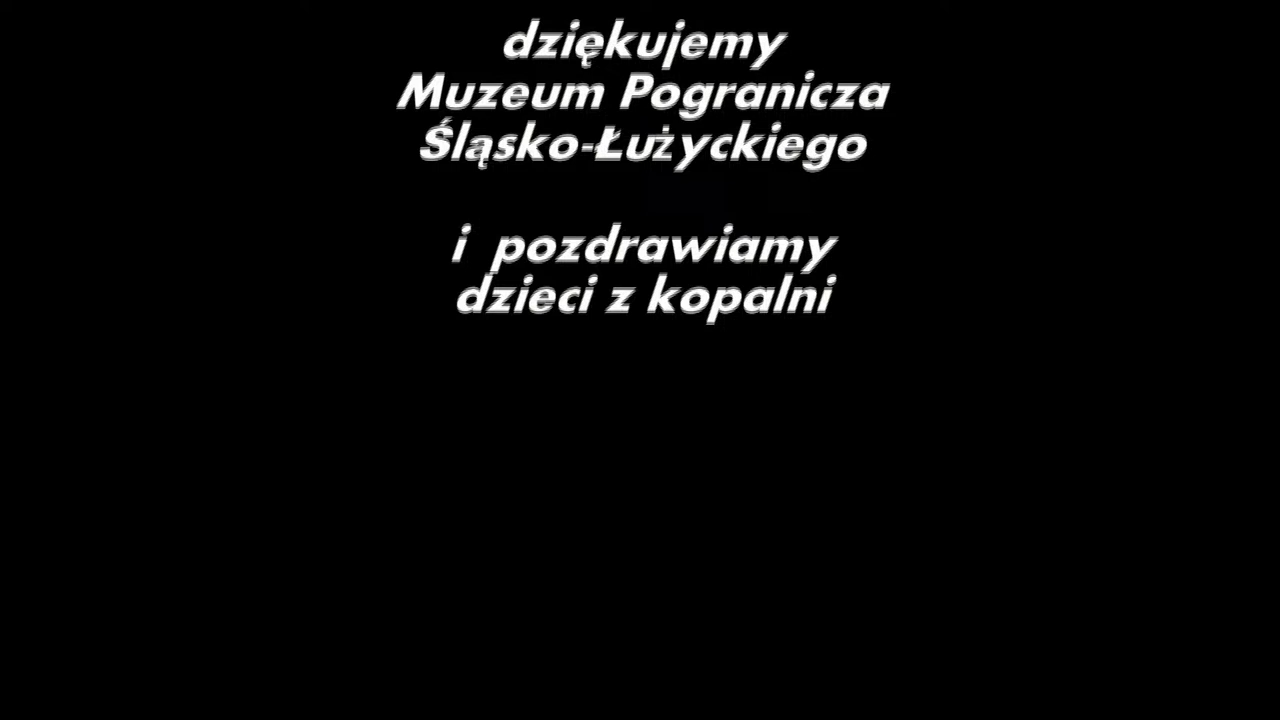 dziękujemy
Muzeum Pogranicza
Śląsko-Łużyckiego
i pozdrawiamy
dzieci z kopalni